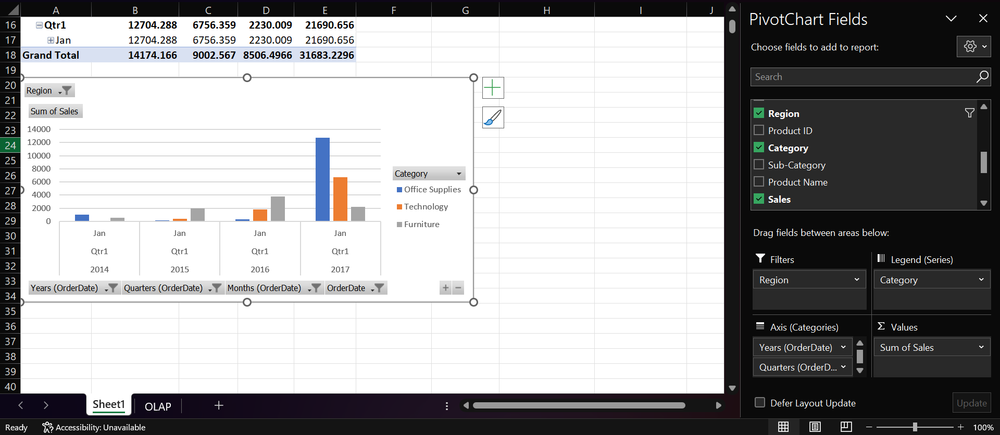 A B C D E F G H I J
16 Qtr1 12704.288 6756.359 2230.009 21690.656
17 Jan 12704.288 6756.359 2230.009 21690.656
18 Grand Total 14174.166 9002.567 8506.4966 31683.2296
19
20
21
22
23
24
25
26
27
28
29
30
31
32
33
34
35
36
37
38
39
40
Region
Sum of Sales
14000
12000
10000
8000
6000
4000
2000
0
Jan Jan Jan Jan
Qtr1 Qtr1 Qtr1 Qtr1
2014 2015 2016 2017
Category
Office Supplies
Technology
Furniture
Years (OrderDate) Quarters (OrderDate) Months (OrderDate) OrderDate + −
Sheet1 OLAP +
Ready Accessibility: Unavailable
PivotChart Fields
Choose fields to add to report:
Search
Region
Product ID
Category
Sub-Category
Product Name
Sales
Drag fields between areas below:
Filters
Region
Legend (Series)
Category
Axis (Categories)
Years (OrderDate)
Quarters (OrderD...
Σ Values
Sum of Sales
Defer Layout Update Update
− + 100%